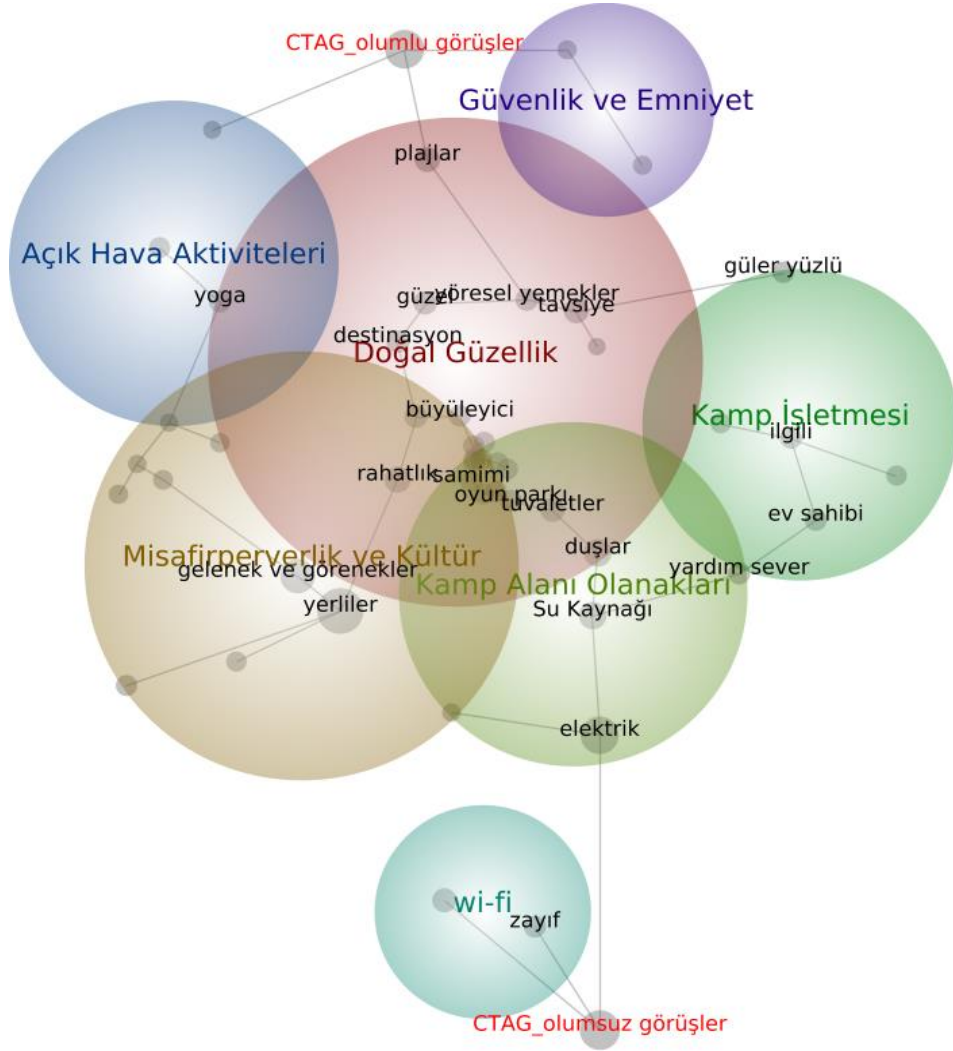 CTAG_olumlu görüşler
Güvenlik ve Emniyet
plajlar
Açık Hava Aktiviteleri
güler yüzlü
yoga
güzel
yöresel yemekler
tavsiye
destinasyon
Doğal Güzellik
büyüleyici
Kamp İşletmesi
ilgili
rahatlık
samimi
oyun parkı
tuvaletler
ev sahibi
duşlar
Misafirperverlik ve Kültür
yardım sever
gelenek ve görenekler
Kamp Alanı Olanakları
yerliler
Su Kaynağı
elektrik
wi-fi
zayıf
CTAG_olumsuz görüşler